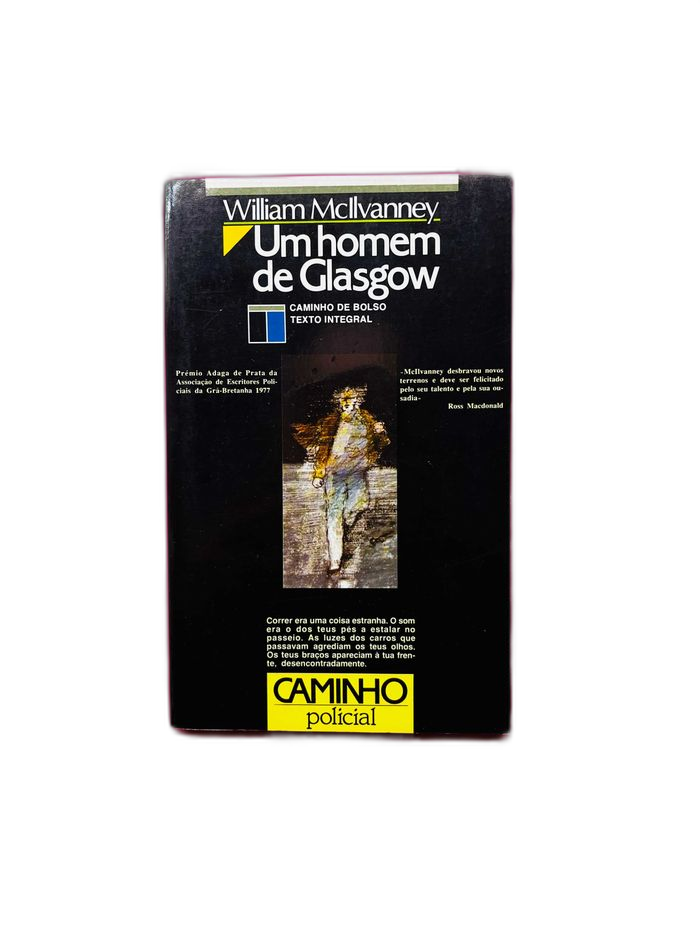 William McIlvanney
Um homem
de Glasgow
CAMINHO DE BOLSO
TEXTO INTEGRAL
Prémio Adaga de Prata da
Associação de Escritores Poli-
ciais da Grã-Bretanha 1977
«McIlvanney desbravou novos
terrenos e deve ser felicitado
pelo seu talento e pela sua ou-
sadia»
Ross Macdonald
Correr era uma coisa estranha. O som
era o dos teus pés a estalar no
passeio. As luzes dos carros que
passavam agrediam os teus olhos.
Os teus braços apareciam à tua fren-
te, desencontradamente.
CAMINHO
policial